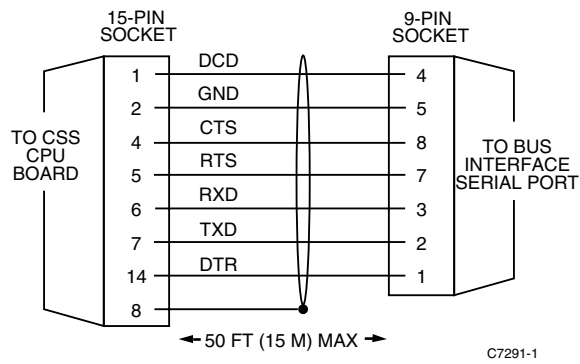 15-PIN
SOCKET
9-PIN
SOCKET
1 DCD 4
2 GND 5
4 CTS 8
5 RTS 7
6 RXD 3
7 TXD 2
14 DTR 1
8
TO CSS
CPU
BOARD
TO BUS
INTERFACE
SERIAL PORT
50 FT (15 M) MAX
C7291-1